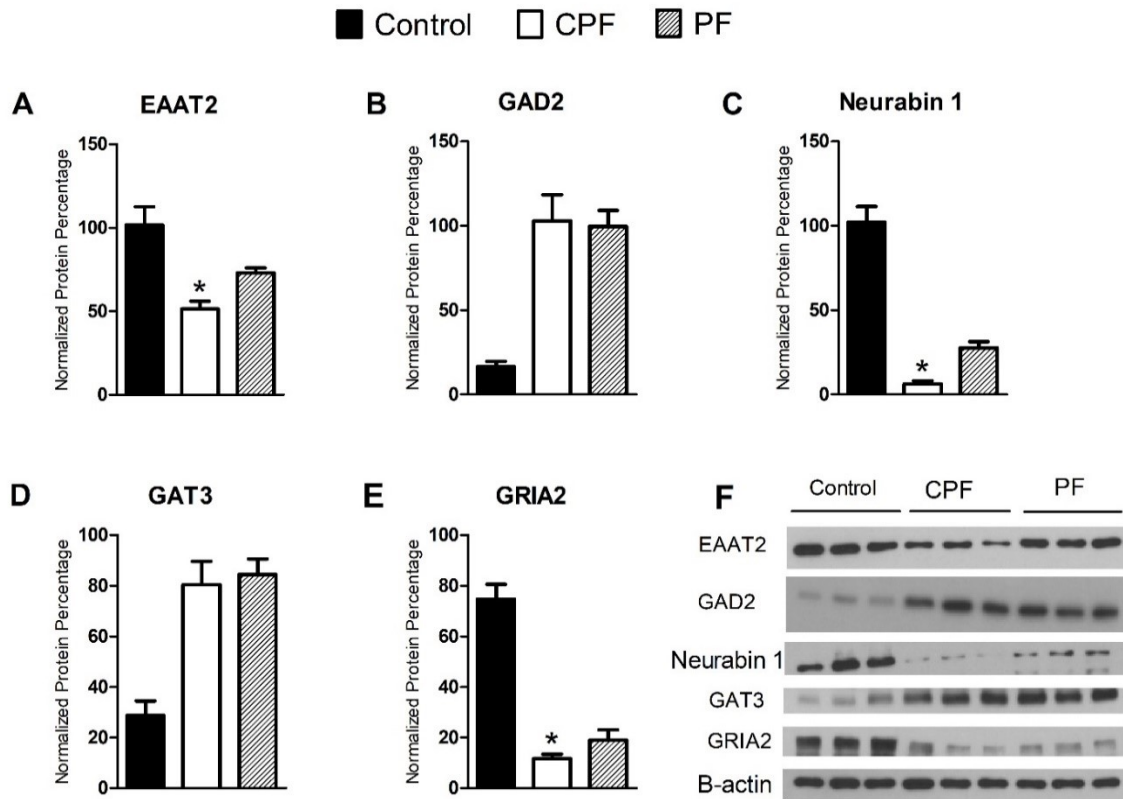 Control CPF PF
A EAAT2
Normalized Protein Percentage
150
100
50
0
*
B GAD2
Normalized Protein Percentage
150
100
50
0
C Neurabin 1
Normalized Protein Percentage
150
100
50
0
*
D GAT3
Normalized Protein Percentage
100
80
60
40
20
0
E GRIA2
Normalized Protein Percentage
100
80
60
40
20
0
*
F Control CPF PF
EAAT2
GAD2
Neurabin 1
GAT3
GRIA2
B-actin